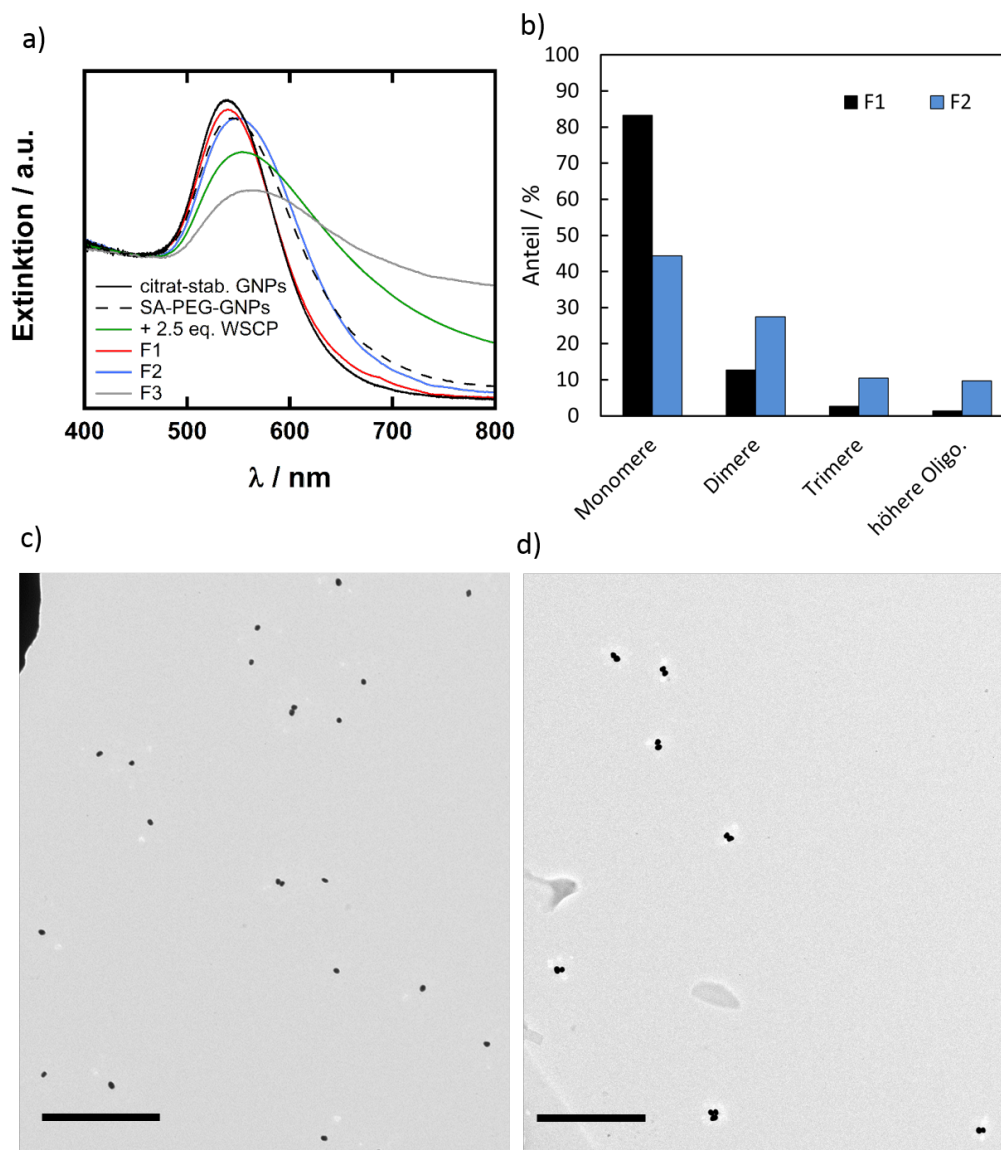 a)
Extinktion / a.u.
citrat-stab. GNPs
SA-PEG-GNPs
+ 2.5 eq. WSCP
F1
F2
F3
400
500
600
700
800
λ / nm
b)
Anteil / %
100
90
80
70
60
50
40
30
20
10
0
F1
F2
Monomere
Dimere
Trimere
höhere Oligo.
c)
d)